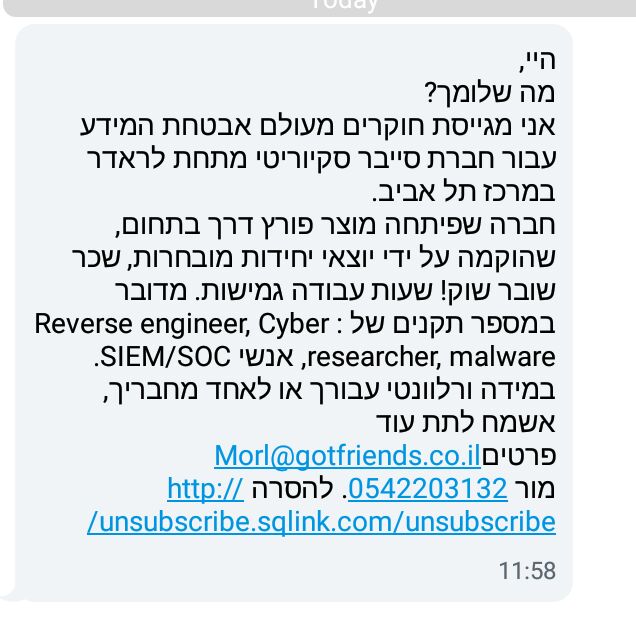 Today
היי,
מה שלומך?
אני מגייסת חוקרים מעולם אבטחת המידע
עבור חברת סייבר סקיוריטי מתחת לראדר
במרכז תל אביב.
חברה שפיתחה מוצר פורץ דרך בתחום,
שהוקמה על ידי יוצאי יחידות מובחרות, שכר
שובר שוק! שעות עבודה גמישות. מדובר
במספר תקנים של : Reverse engineer, Cyber
researcher, malware, אנשי SIEM/SOC.
במידה ורלוונטי עבורך או לאחד מחבריך,
אשמח לתת עוד
פרטיםMorl@gotfriends.co.il
מור 0542203132. להסרה http://
unsubscribe.sqlink.com/unsubscribe/
11:58